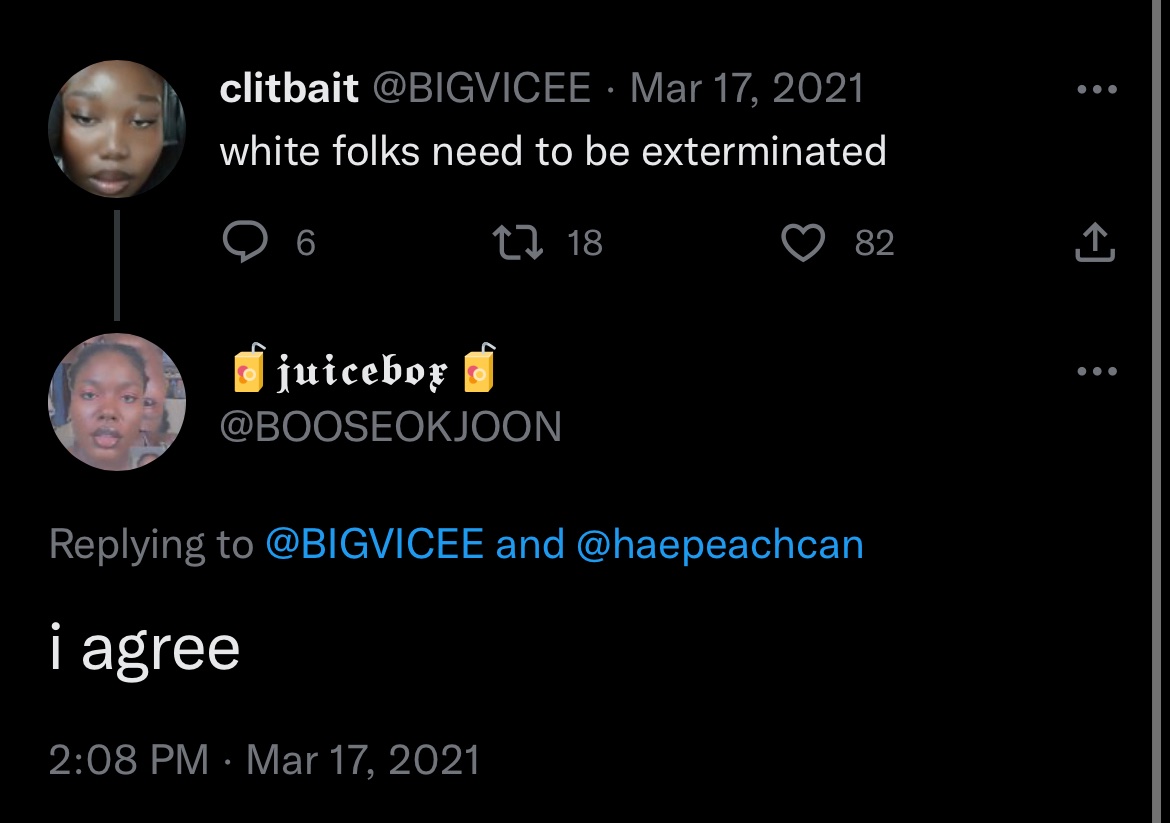 clitbait @BIGVICEE · Mar 17, 2021
white folks need to be exterminated
6 18 82
🧃𝖏𝖚𝖎𝖈𝖊𝖇𝖔𝖝🧃
@BOOSEOKJOON
Replying to @BIGVICEE and @haepeachcan
i agree
2:08 PM · Mar 17, 2021